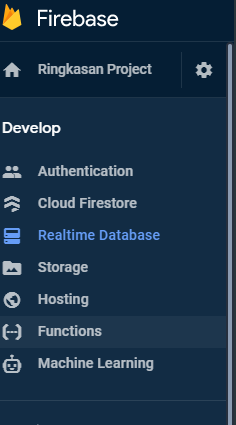 Firebase
Ringkasan Project
Develop
Authentication
Cloud Firestore
Realtime Database
Storage
Hosting
Functions
Machine Learning